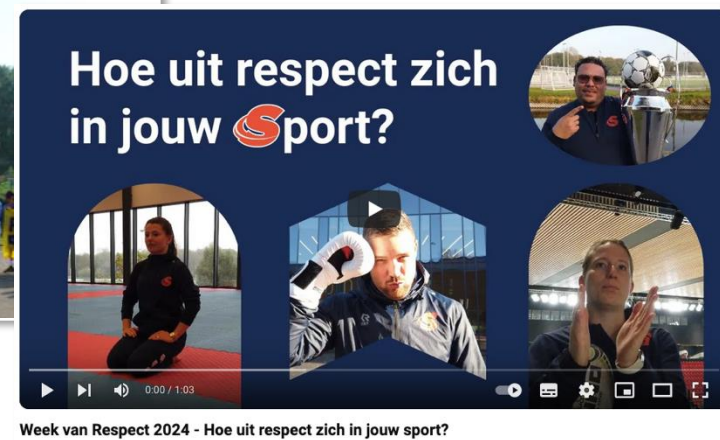 Hoe uit respect zich
in jouw Sport?
0:00 / 1:03
Week van Respect 2024 - Hoe uit respect zich in jouw sport?